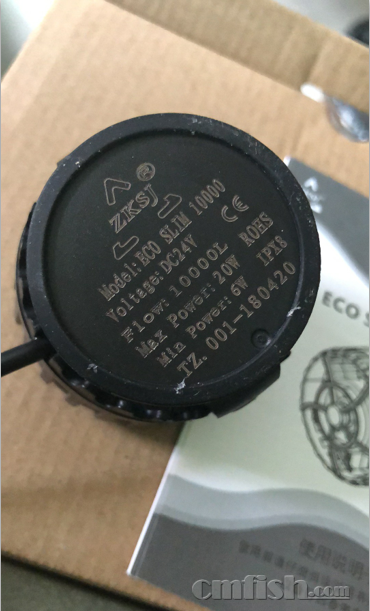 ZKSJ®
Model: ECO SLIM 10000
Voltage: DC24V CE
Flow: 10000L ROHS
Max Power: 20W IPX8
Min Power: 6W
TZ. 001-180420
ECO S
使用说明
cmfish.com